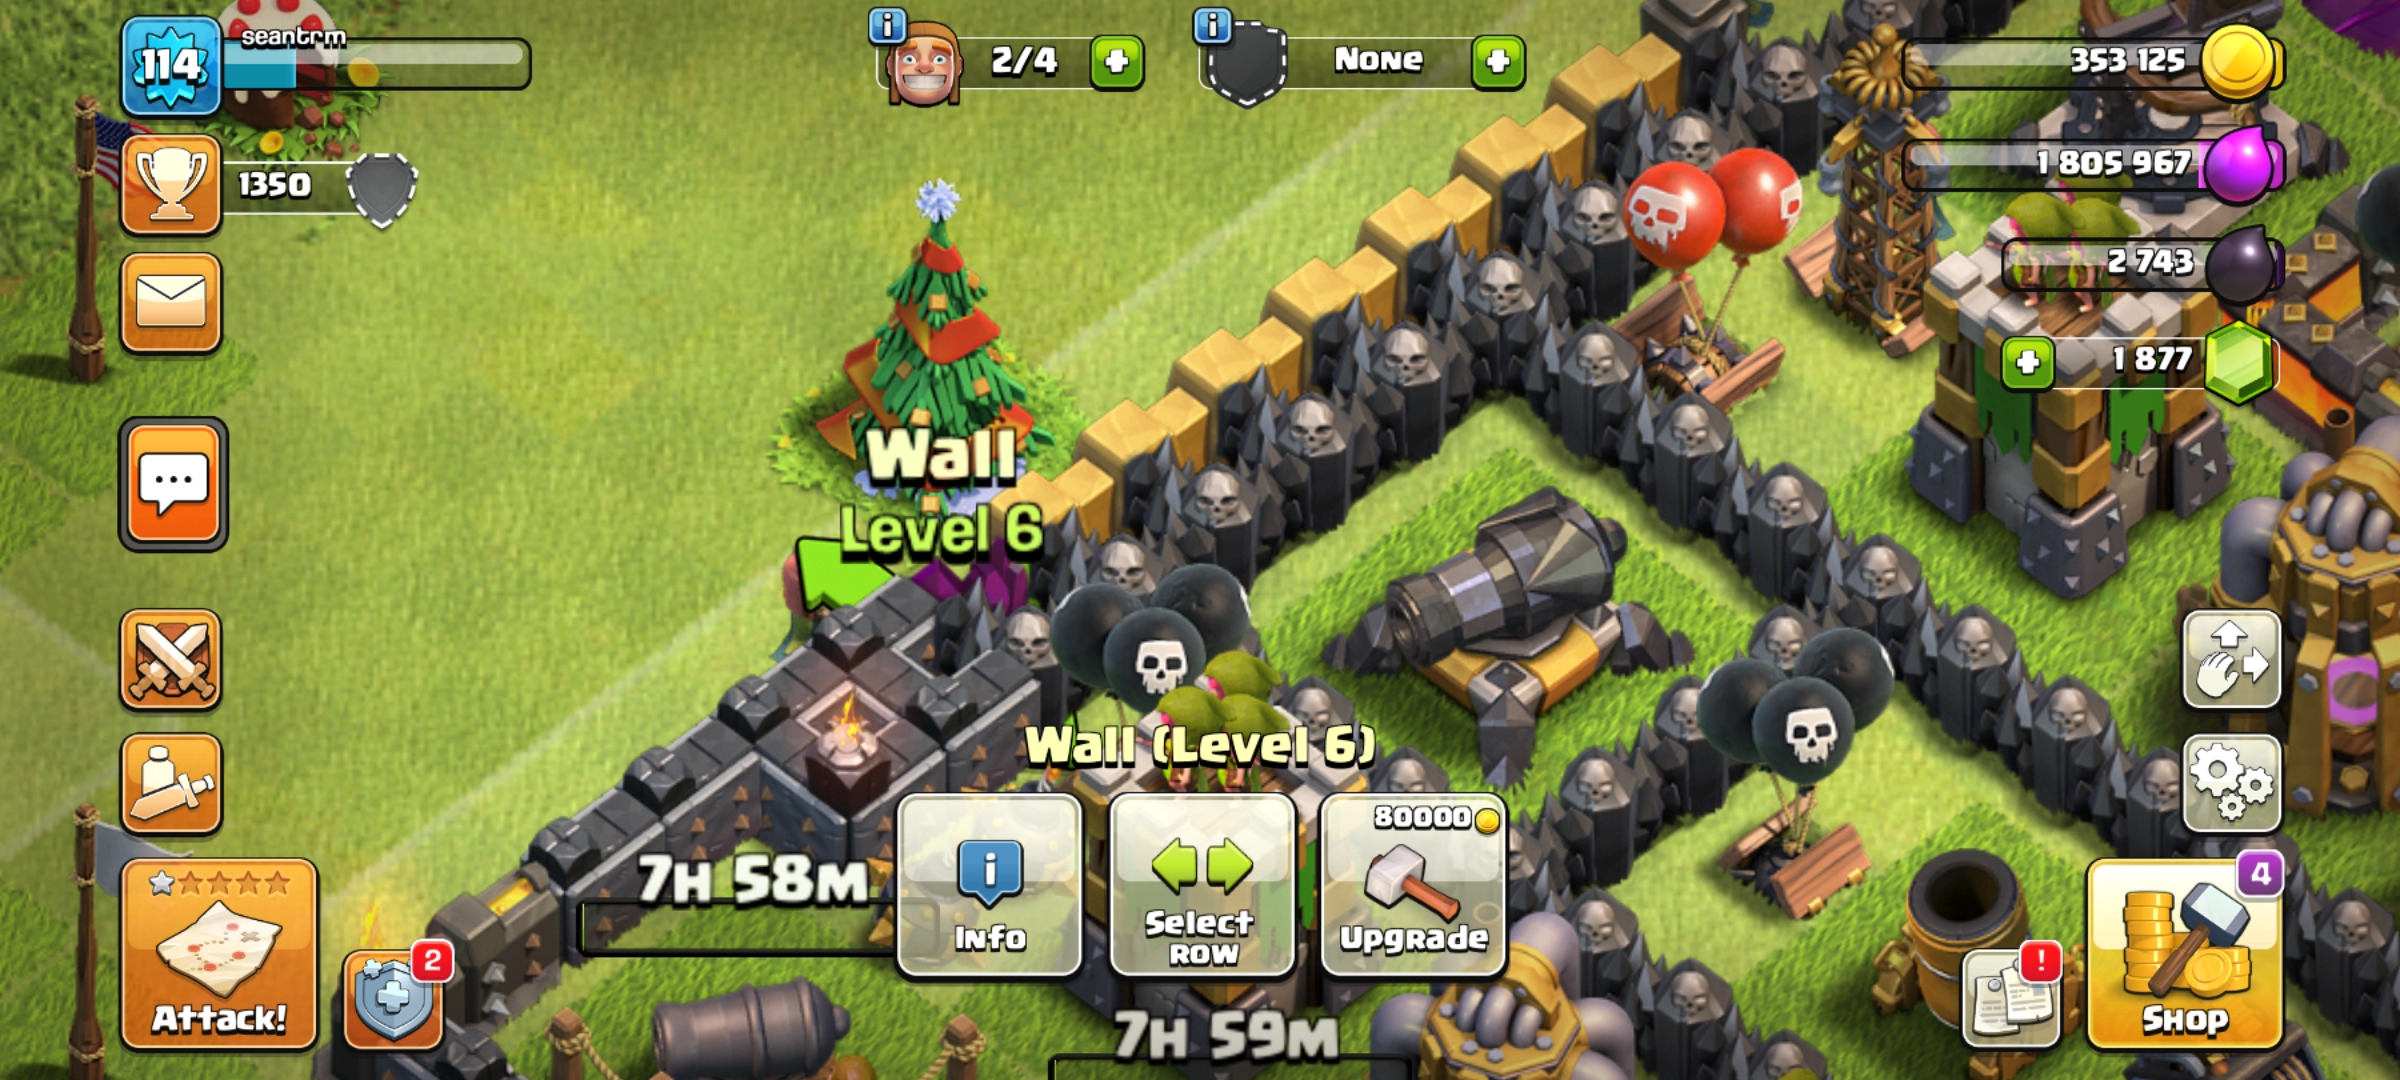 114
seantrm
2/4
None
353 125
1350
1 805 967
2 743
1 877
Wall
Level 6
Wall (Level 6)
80000
7H 58M
Info
Select
Row
Upgrade
4
2
!
Attack!
Shop
7H 59M